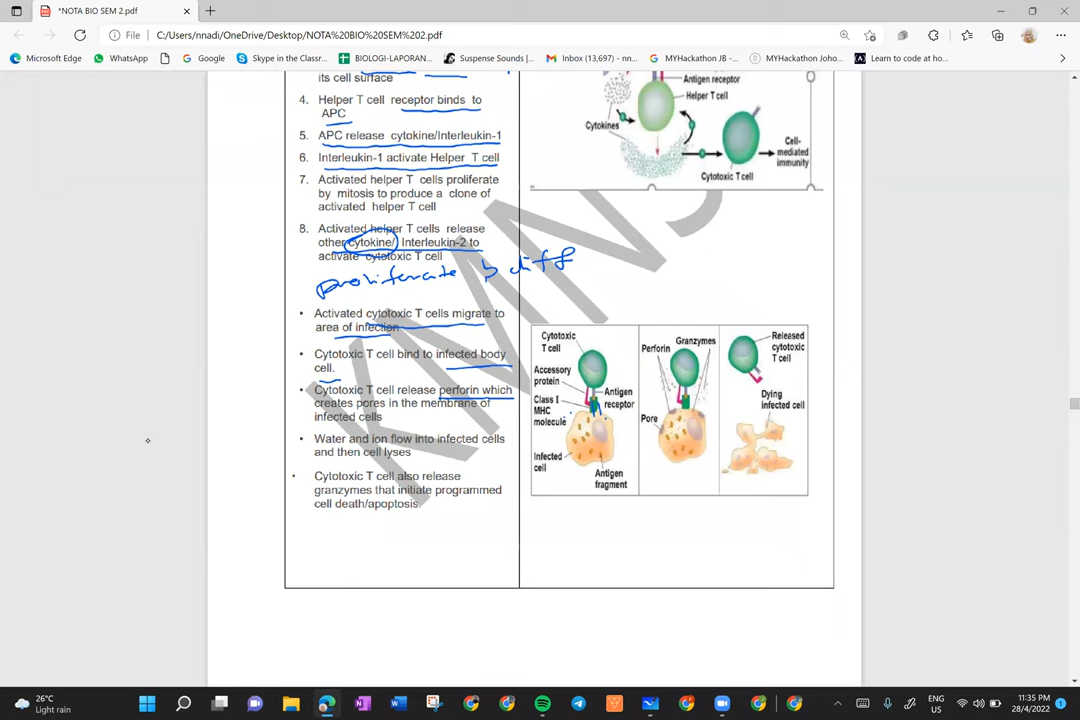 *NOTA BIO SEM 2.pdf
File
C:/Users/nnadi/OneDrive/Desktop/NOTA%20BIO%20SEM%202.pdf
Microsoft Edge
WhatsApp
Google
Skype in the Classr...
BIOLOGI-LAPORAN...
Suspense Sounds |...
Inbox (13,697) - nn...
MYHackathon JB - ...
MYHackathon Joho...
Learn to code at ho...
its cell surface
4. Helper T cell receptor binds to
APC
5. APC release cytokine/Interleukin-1
6. Interleukin-1 activate Helper T cell
7. Activated helper T cells proliferate
by mitosis to produce a clone of
activated helper T cell
8. Activated helper T cells release
other cytokine/ Interleukin-2 to
activate cytotoxic T cell
proliferate
diff
• Activated cytotoxic T cells migrate to
area of infection
• Cytotoxic T cell bind to infected body
cell.
• Cytotoxic T cell release perforin which
creates pores in the membrane of
infected cells
• Water and ion flow into infected cells
and then cell lyses
• Cytotoxic T cell also release
granzymes that initiate programmed
cell death/apoptosis.
Antigen receptor
Helper T cell
Cytokines
Cell-
mediated
immunity
Cytotoxic T cell
KMNS
Cytotoxic
T cell
Accessory
protein
Class I
MHC
molecule
Antigen
receptor
Infected
cell
Antigen
fragment
Perforin
Granzymes
Pore
Released
cytotoxic
T cell
Dying
infected cell
26°C
Light rain
ENG
US
11:35 PM
28/4/2022